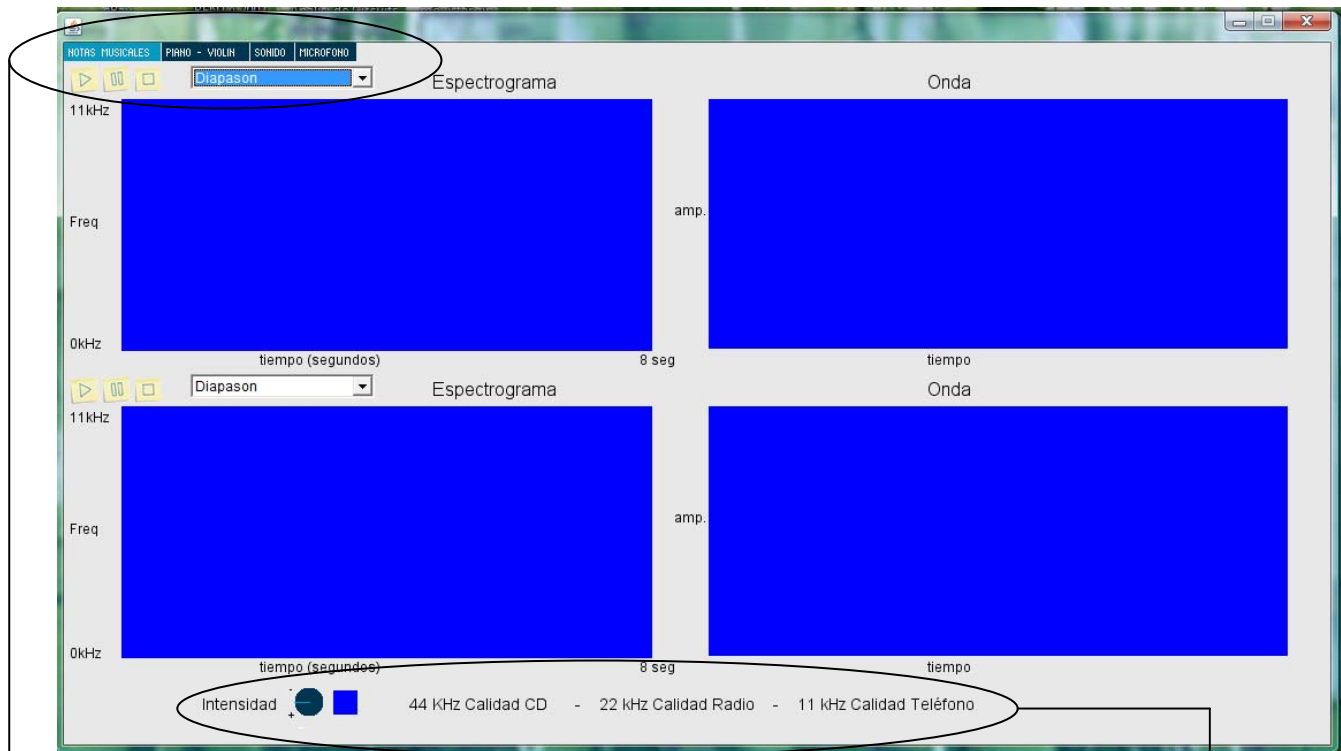 NOTAS MUSICALES PIANO - VIOLIN SONIDO MICROFONO
Diapason Espectrograma Onda
11kHz
Freq amp.
0kHz
tiempo (segundos) 8 seg tiempo
Diapason Espectrograma Onda
11kHz
Freq amp.
0kHz
tiempo (segundos) 8 seg tiempo
Intensidad - + 44 KHz Calidad CD - 22 kHz Calidad Radio - 11 kHz Calidad Teléfono